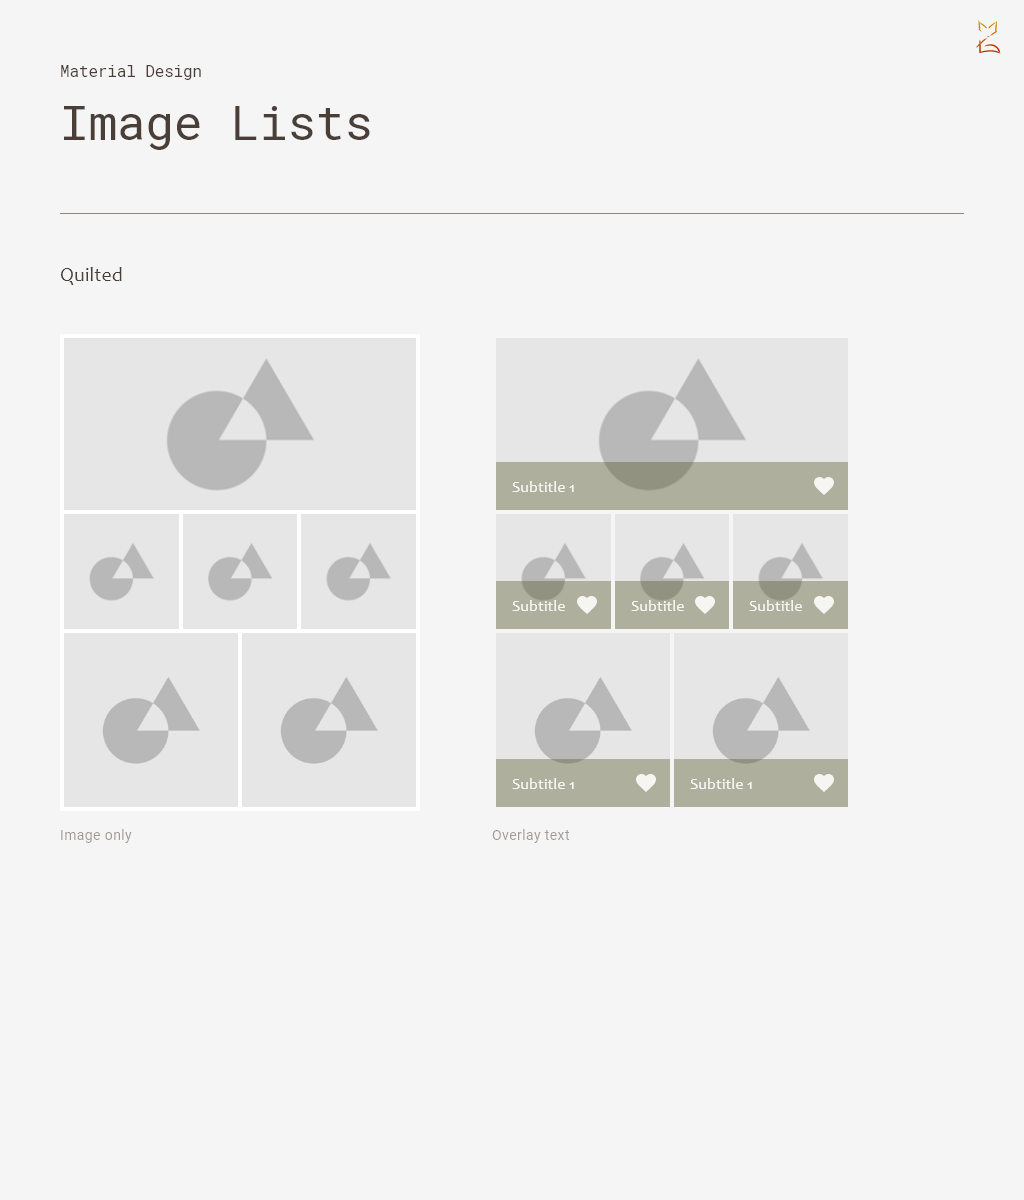 Material Design
Image Lists
Quilted
Subtitle 1
Subtitle
Subtitle
Subtitle
Subtitle 1
Subtitle 1
Image only
Overlay text